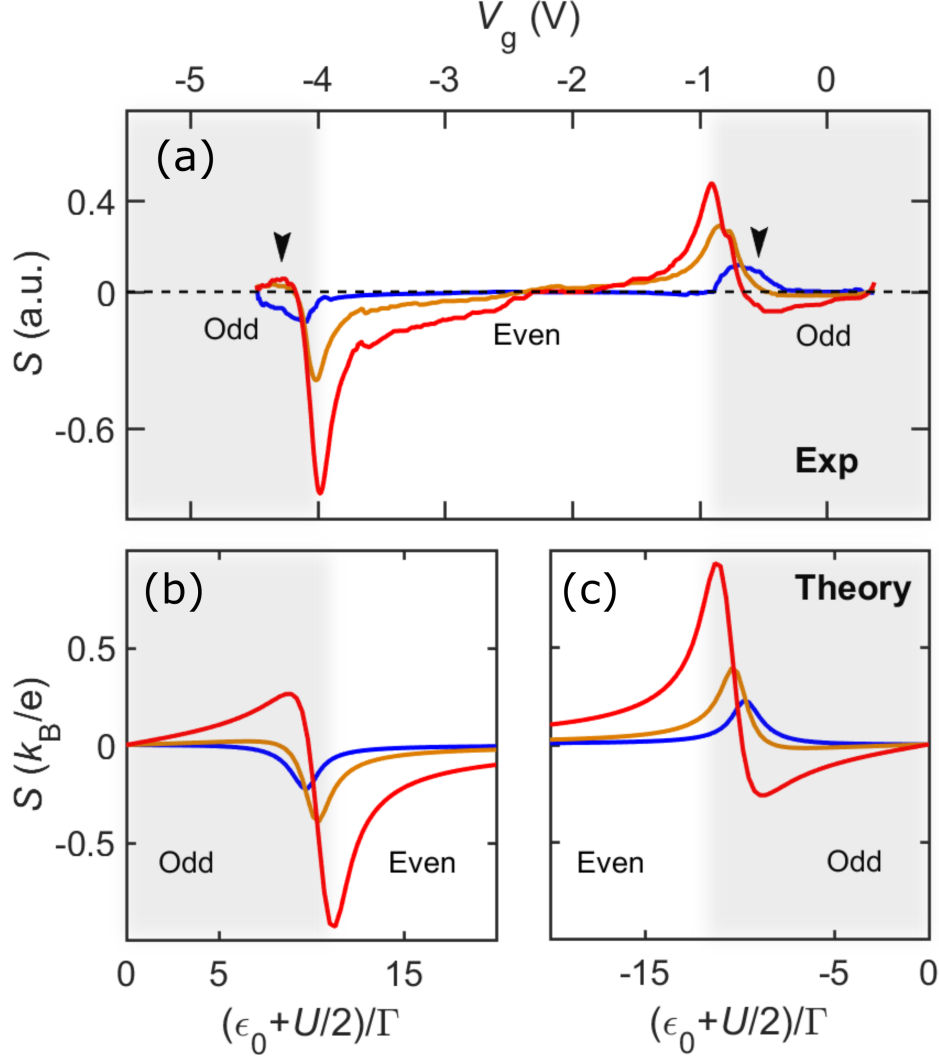 V_g (V)
-5 -4 -3 -2 -1 0
(a)
0.4
0
-0.6
S (a.u.)
Odd Even Odd
Exp
(b) (c) Theory
0.5
0
-0.5
S (k_B/e)
Odd Even Even Odd
0 5 15 -15 -5 0
(ϵ_0+U/2)/Γ (ϵ_0+U/2)/Γ